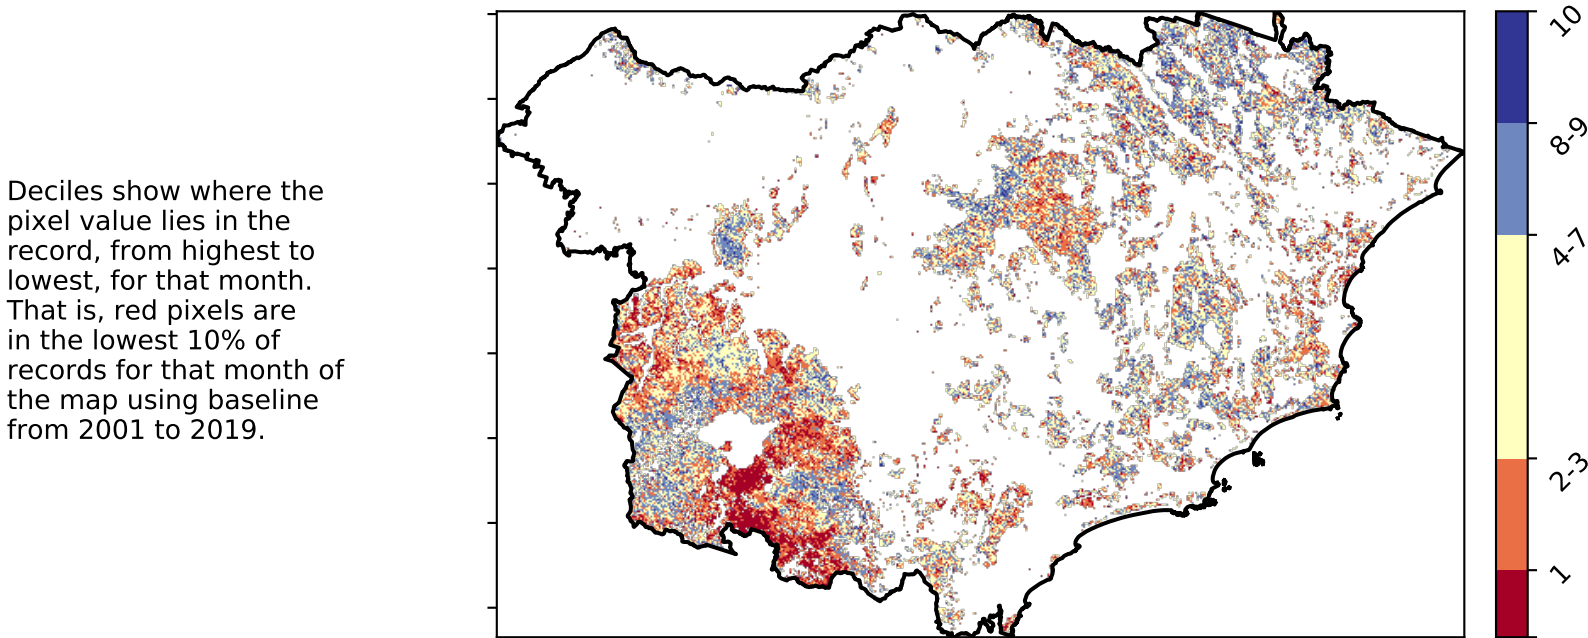 Deciles show where the
pixel value lies in the
record, from highest to
lowest, for that month.
That is, red pixels are
in the lowest 10% of
records for that month of
the map using baseline
from 2001 to 2019.
10
8-9
4-7
2-3
1